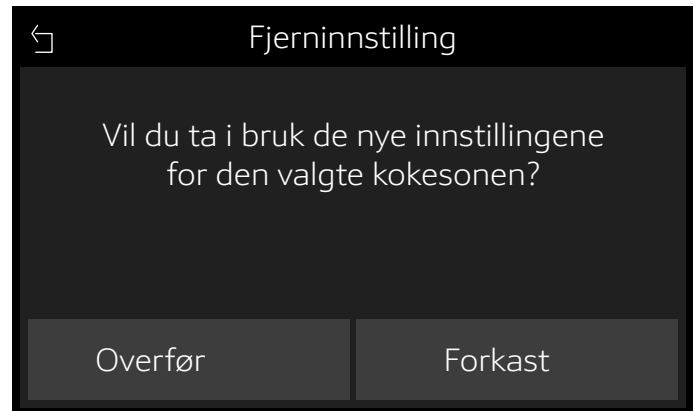 Fjerninnstilling
Vil du ta i bruk de nye innstillingene
for den valgte kokesonen?
Overfør
Forkast